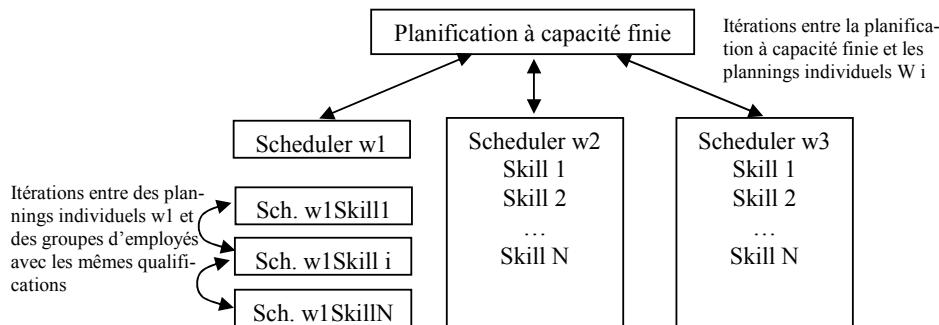 Planification à capacité finie
Itérations entre la planifica-
tion à capacité finie et les
plannings individuels W i
Scheduler w1
Scheduler w2
Skill 1
Skill 2
…
Skill N
Scheduler w3
Skill 1
Skill 2
…
Skill N
Itérations entre des plan-
nings individuels w1 et
des groupes d'employés
avec les mêmes qualifi-
cations
Sch. w1Skill1
Sch. w1Skill i
Sch. w1SkillN